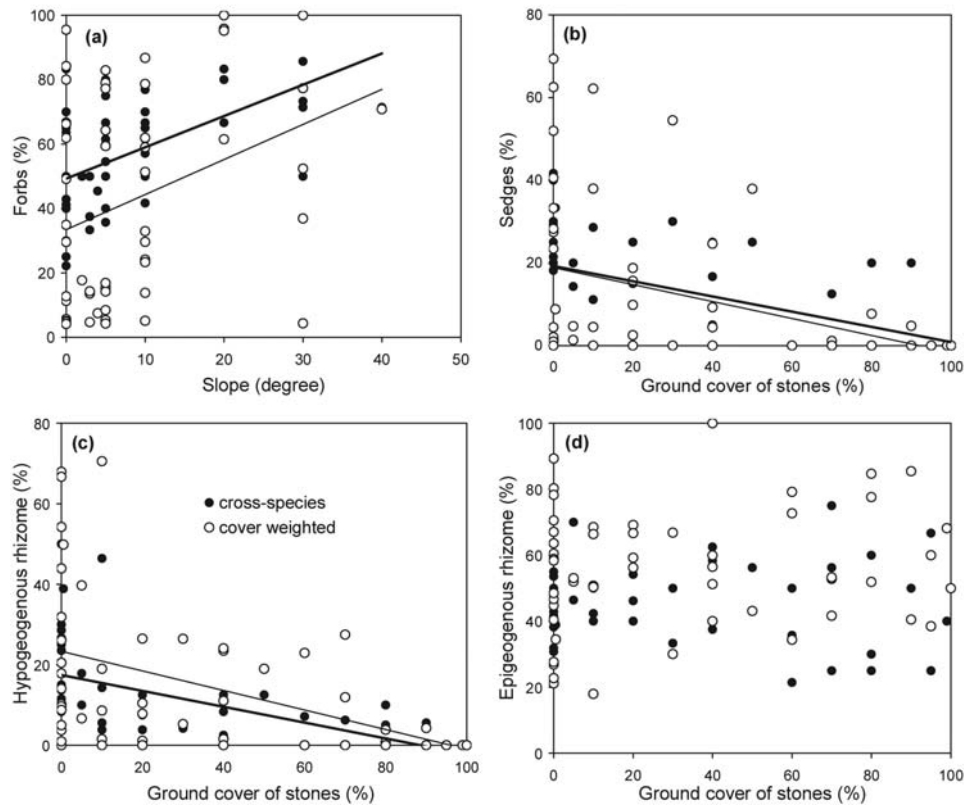 (a)
Forbs (%)
100
80
60
40
20
0
0 10 20 30 40 50
Slope (degree)
(b)
Sedges (%)
80
60
40
20
0
0 20 40 60 80 100
Ground cover of stones (%)
(c)
Hypogeogenous rhizome (%)
80
60
40
20
0
cross-species
cover weighted
0 20 40 60 80 100
Ground cover of stones (%)
(d)
Epigeogenous rhizome (%)
100
80
60
40
20
0
0 20 40 60 80 100
Ground cover of stones (%)